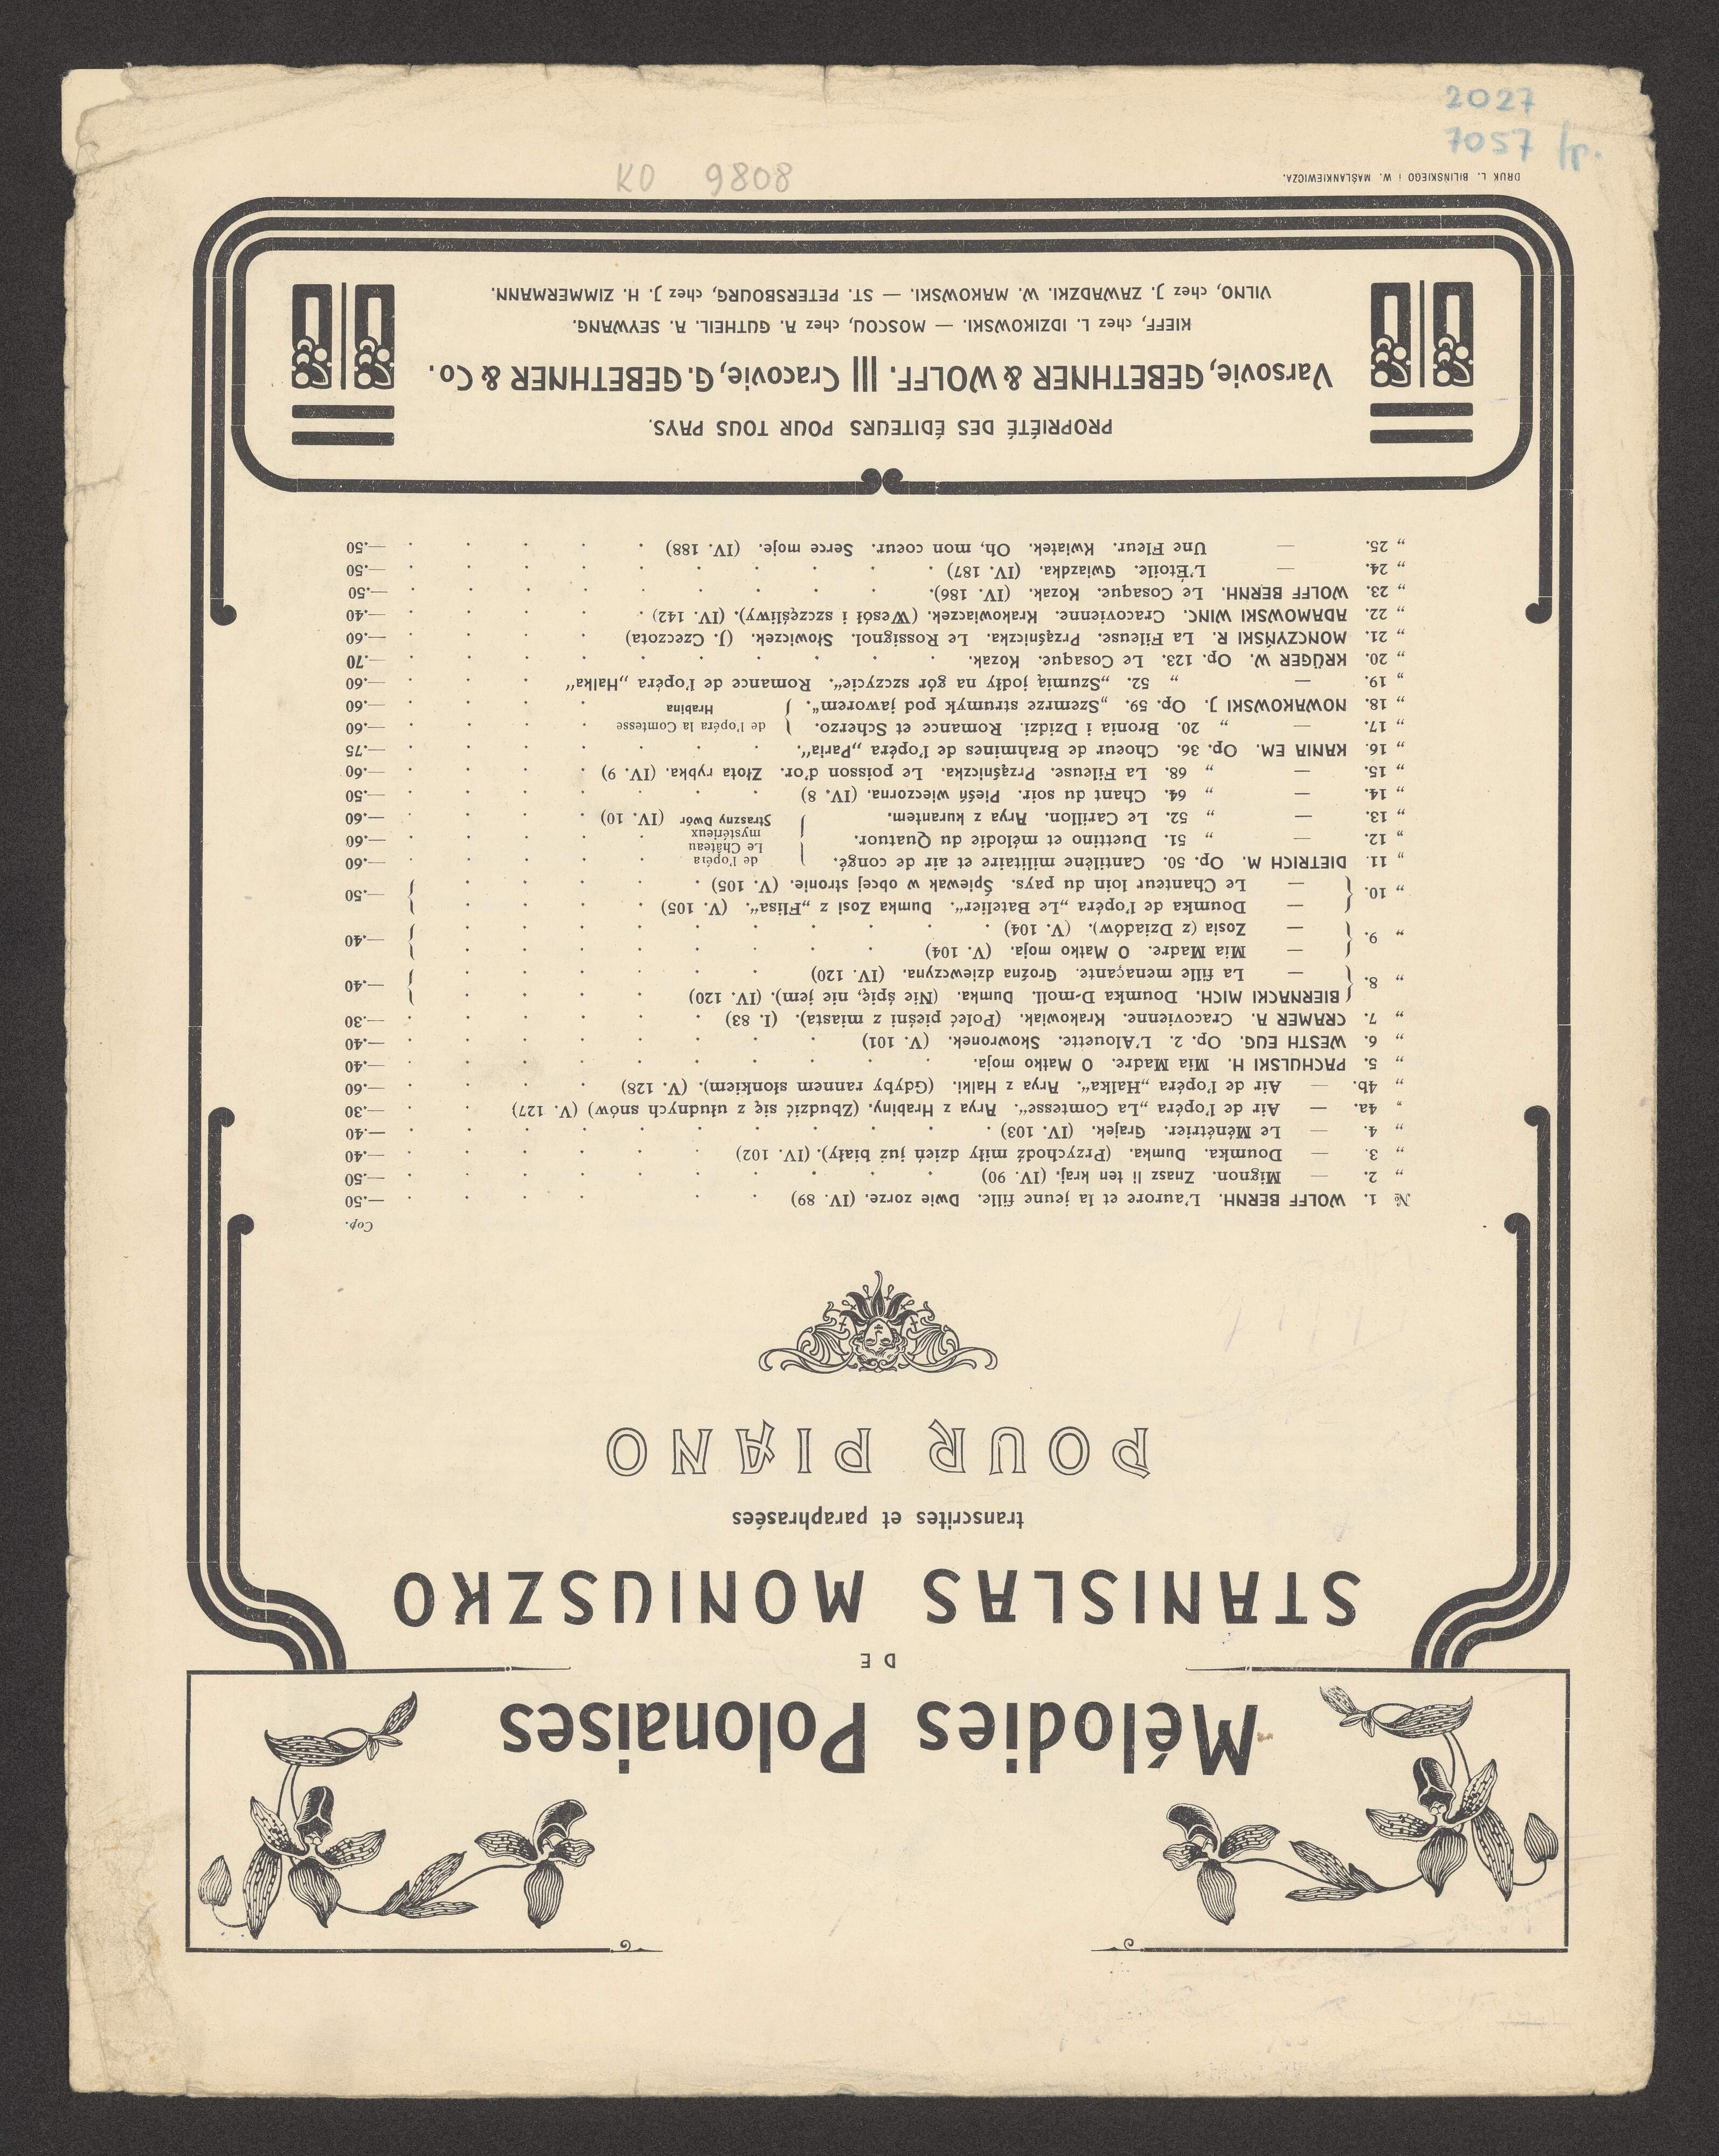 Mélodies Polonaises
DE
STANISLAS MONIUSZKO
transcrites et paraphrasées
POUR PIANO
Cop.
№ 1. WOLFF BERNH. L'aurore et la jeune fille. Dwie zorze. (IV. 89) —.50
„ 2. — Mignon. Znasz li ten kraj. (IV. 90) —.50
„ 3. — Doumka. Dumka. (Przychodź miły dzień już biały). (IV. 102) —.40
„ 4. — Le Ménétrier. Grajek. (IV. 103) —.40
„ 4a. — Air de l'opéra „La Comtesse“. Arya z Hrabiny. (Zbudzić się z ułudnych snów) (V. 127) —.30
„ 4b. — Air de l'opéra „Halka“. Arya z Halki. (Gdyby rannem słonkiem). (V. 128) —.60
„ 5. PACHULSKI H. Mia Madre. O Matko moja. —.40
„ 6. WESTH EUG. Op. 2. L'Alouette. Skowronek. (V. 101) —.40
„ 7. CRAMER A. Cracovienne. Krakowiak. (Poleć pieśni z miasta). (I. 83) —.30
„ 8. { BIERNACKI MICH. Doumka D-moll. Dumka. (Nie śpię, nie jem). (IV. 120)
— La fille menaçante. Groźna dziewczyna. (IV. 120) } —.40
„ 9. { — Mia Madre. O Matko moja. (V. 104)
— Zosia (z Dziadów). (V. 104) } —.40
„ 10. { — Doumka de l'opéra „Le Batelier“. Dumka Zosi z „Flisa“. (V. 105)
— Le Chanteur loin du pays. Śpiewak w obcej stronie. (V. 105) } —.50
„ 11. DIETRICH M. Op. 50. Cantilène militaire et air de congé. } de l'opéra —.60
„ 12. — „ 51. Duettino et mélodie du Quatuor. } Le Château mystérieux —.60
„ 13. — „ 52. Le Carillon. Arya z kurantem. } Straszny Dwór (IV. 10) —.60
„ 14. — „ 64. Chant du soir. Pieśń wieczorna. (IV. 8) —.50
„ 15. — „ 68. La Fileuse. Prząśniczka. Le poisson d'or. Złota rybka. (IV. 9) —.60
„ 16. KANIA EM. Op. 36. Choeur de Brahmines de l'opéra „Paria“. —.75
„ 17. — „ 20. Bronia i Dzidzi. Romance et Scherzo. } de l'opéra la Comtesse —.60
„ 18. NOWAKOWSKI J. Op. 59. „Szemrze strumyk pod jaworem“. } Hrabina —.60
„ 19. — „ 52. „Szumią jodły na gór szczycie“. Romance de l'opéra „Halka“ —.60
„ 20. KRÜGER W. Op. 123. Le Cosaque. Kozak. —.70
„ 21. MONCZYŃSKI R. La Fileuse. Prząśniczka. Le Rossignol. Słowiczek. (J. Czeczota) —.60
„ 22. ADAMOWSKI WINC. Cracovienne. Krakowiaczek. (Wesół i szczęśliwy). (IV. 142) —.40
„ 23. WOLFF BERNH. Le Cosaque. Kozak. (IV. 186). —.50
„ 24. — L'Étoile. Gwiazdka. (IV. 187) —.50
„ 25. — Une Fleur. Kwiatek. Oh, mon coeur. Serce moje. (IV. 188) —.50
PROPRIÉTÉ DES ÉDITEURS POUR TOUS PAYS.
Varsovie, GEBETHNER & WOLFF. ||| Cracovie, G. GEBETHNER & Co.
KIEFF, chez L. IDZIKOWSKI. — MOSCOU, chez A. GUTHEIL. A. SEYWANG.
VILNO, chez J. ZAWADZKI. W. MAKOWSKI. — ST. PETERSBOURG, chez J. H. ZIMMERMANN.
DRUK L. BILIŃSKIEGO i W. MAŚLANKIEWICZA.
KO 9808
2027
7057 fp.